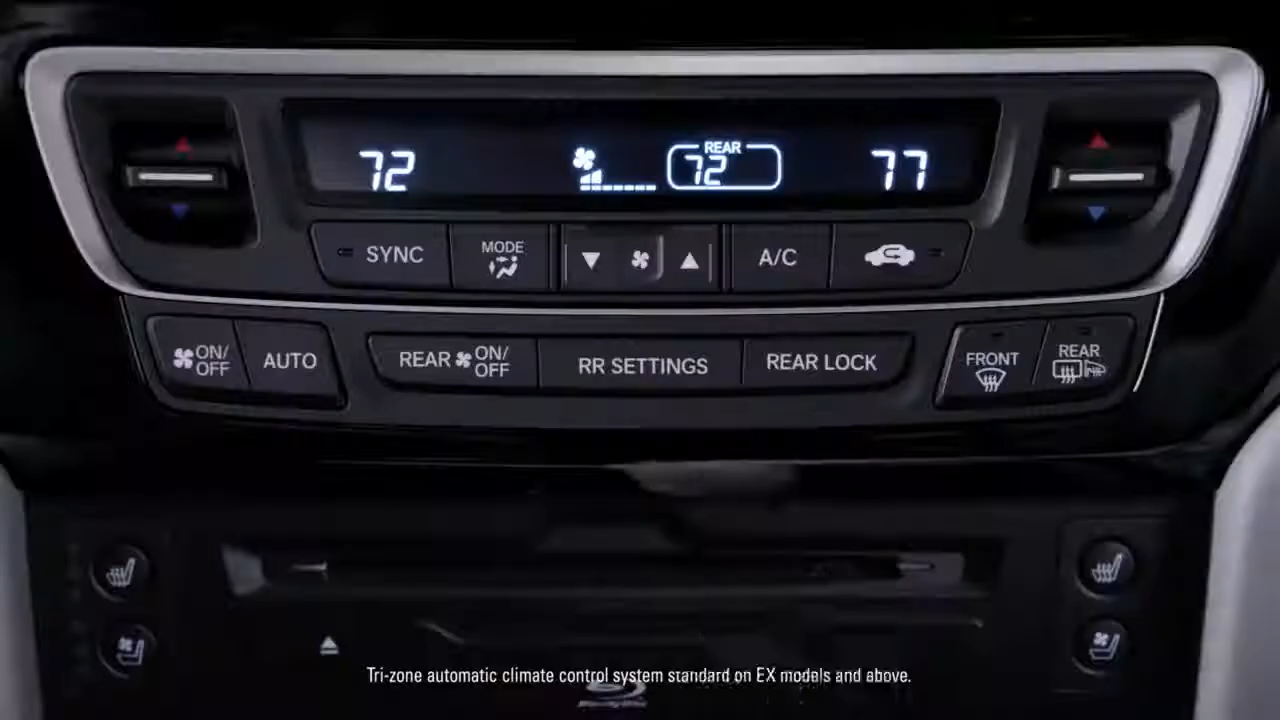 72
REAR
72
77
SYNC
MODE
A/C
ON/
OFF
AUTO
REAR
ON/
OFF
RR SETTINGS
REAR LOCK
FRONT
REAR
Tri-zone automatic climate control system standard on EX models and above.